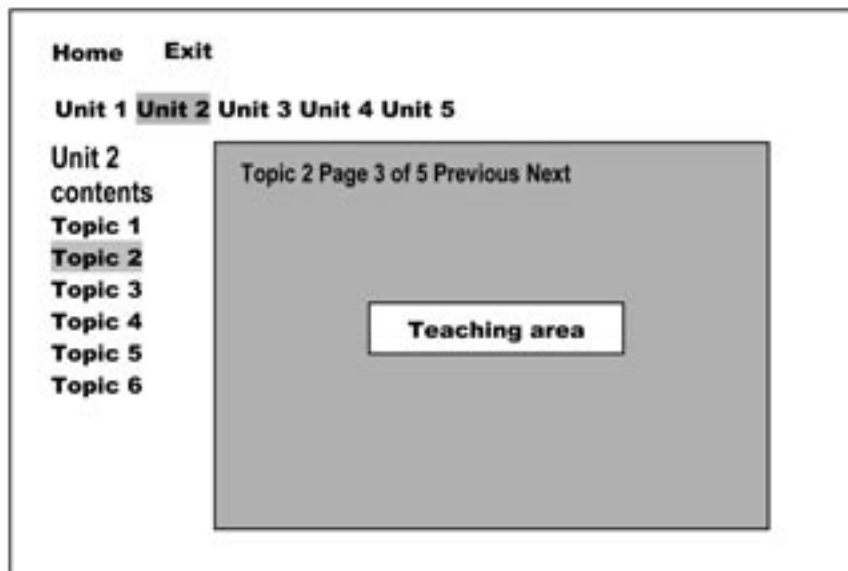 Home Exit
Unit 1 Unit 2 Unit 3 Unit 4 Unit 5
Unit 2
contents
Topic 1
Topic 2
Topic 3
Topic 4
Topic 5
Topic 6
Topic 2 Page 3 of 5 Previous Next
Teaching area